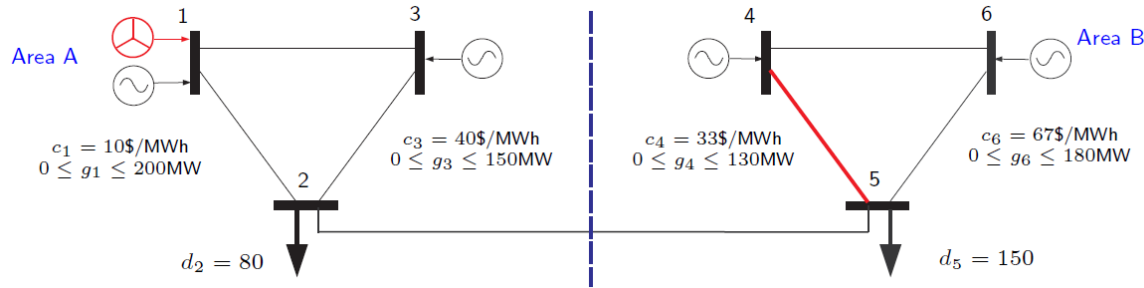 1
3
4
6
Area A
Area B
c₁ = 10$/MWh
0 ≤ g₁ ≤ 200MW
c₃ = 40$/MWh
0 ≤ g₃ ≤ 150MW
c₄ = 33$/MWh
0 ≤ g₄ ≤ 130MW
c₆ = 67$/MWh
0 ≤ g₆ ≤ 180MW
2
5
d₂ = 80
d₅ = 150